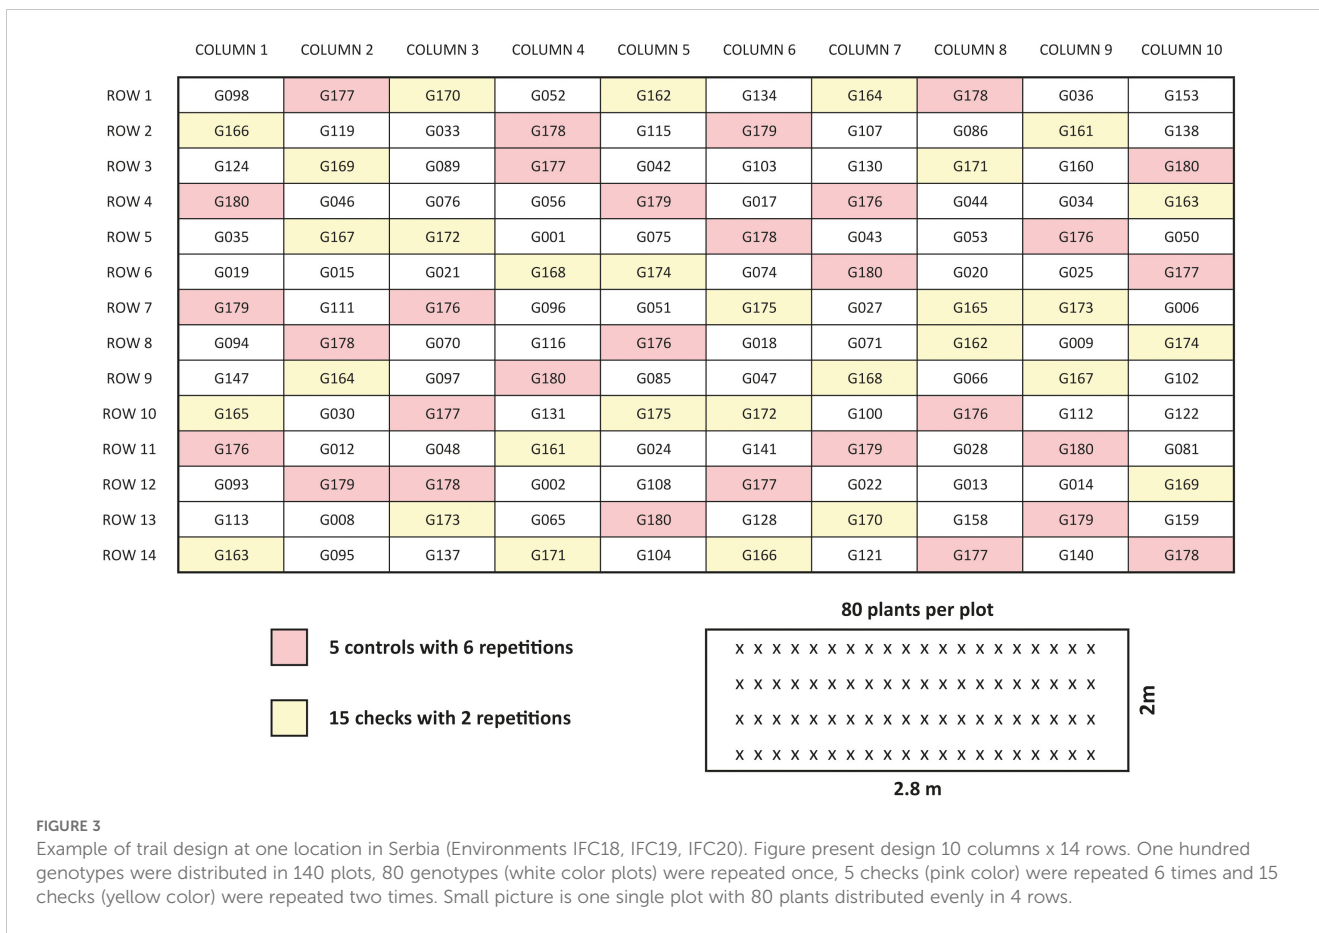 COLUMN 1 COLUMN 2 COLUMN 3 COLUMN 4 COLUMN 5 COLUMN 6 COLUMN 7 COLUMN 8 COLUMN 9 COLUMN 10
ROW 1 G098 G177 G170 G052 G162 G134 G164 G178 G036 G153
ROW 2 G166 G119 G033 G178 G115 G179 G107 G086 G161 G138
ROW 3 G124 G169 G089 G177 G042 G103 G130 G171 G160 G180
ROW 4 G180 G046 G076 G056 G179 G017 G176 G044 G034 G163
ROW 5 G035 G167 G172 G001 G075 G178 G043 G053 G176 G050
ROW 6 G019 G015 G021 G168 G174 G074 G180 G020 G025 G177
ROW 7 G179 G111 G176 G096 G051 G175 G027 G165 G173 G006
ROW 8 G094 G178 G070 G116 G176 G018 G071 G162 G009 G174
ROW 9 G147 G164 G097 G180 G085 G047 G168 G066 G167 G102
ROW 10 G165 G030 G177 G131 G175 G172 G100 G176 G112 G122
ROW 11 G176 G012 G048 G161 G024 G141 G179 G028 G180 G081
ROW 12 G093 G179 G178 G002 G108 G177 G022 G013 G014 G169
ROW 13 G113 G008 G173 G065 G180 G128 G170 G158 G179 G159
ROW 14 G163 G095 G137 G171 G104 G166 G121 G177 G140 G178
5 controls with 6 repetitions
15 checks with 2 repetitions
80 plants per plot
x x x x x x x x x x x x x x x x x x x x
x x x x x x x x x x x x x x x x x x x x
x x x x x x x x x x x x x x x x x x x x
x x x x x x x x x x x x x x x x x x x x
2m
2.8 m
FIGURE 3
Example of trail design at one location in Serbia (Environments IFC18, IFC19, IFC20). Figure present design 10 columns x 14 rows. One hundred
genotypes were distributed in 140 plots, 80 genotypes (white color plots) were repeated once, 5 checks (pink color) were repeated 6 times and 15
checks (yellow color) were repeated two times. Small picture is one single plot with 80 plants distributed evenly in 4 rows.